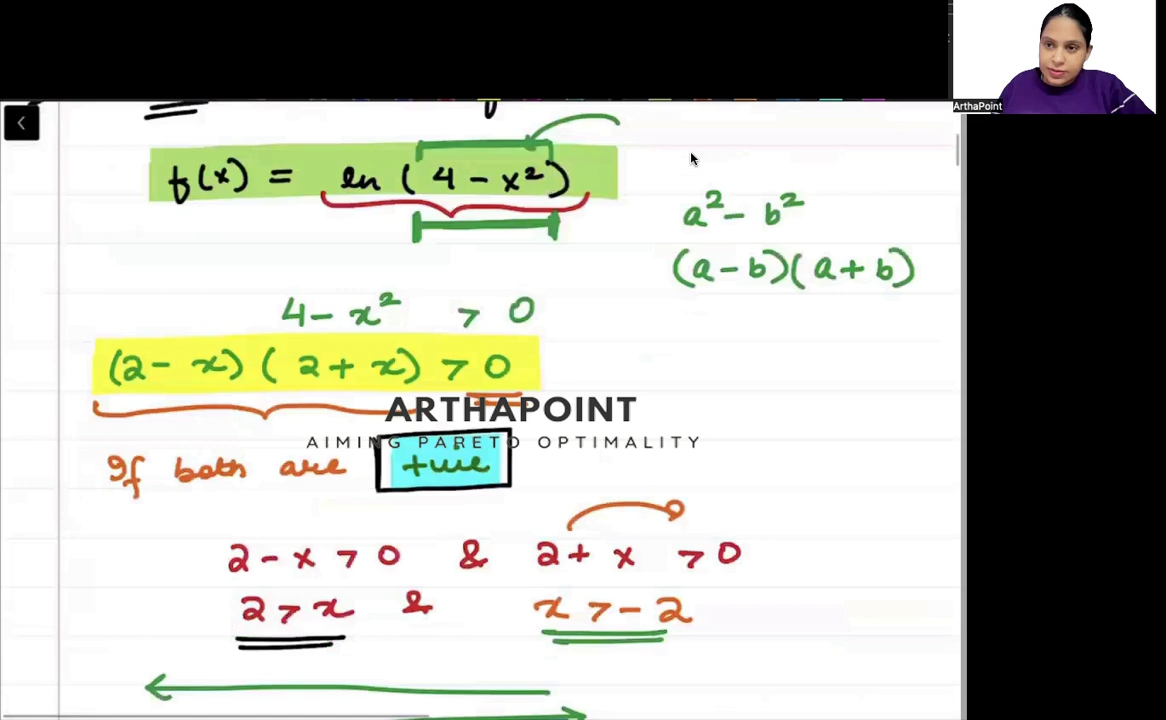 ArthaPoint
f(x) = ln(4 - x²)
a² - b²
(a - b)(a + b)
4 - x² > 0
(2 - x)(2 + x) > 0
ARTHAPOINT
AIMING PARETO OPTIMALITY
If both are +tive
2 - x > 0 & 2 + x > 0
2 > x & x > - 2